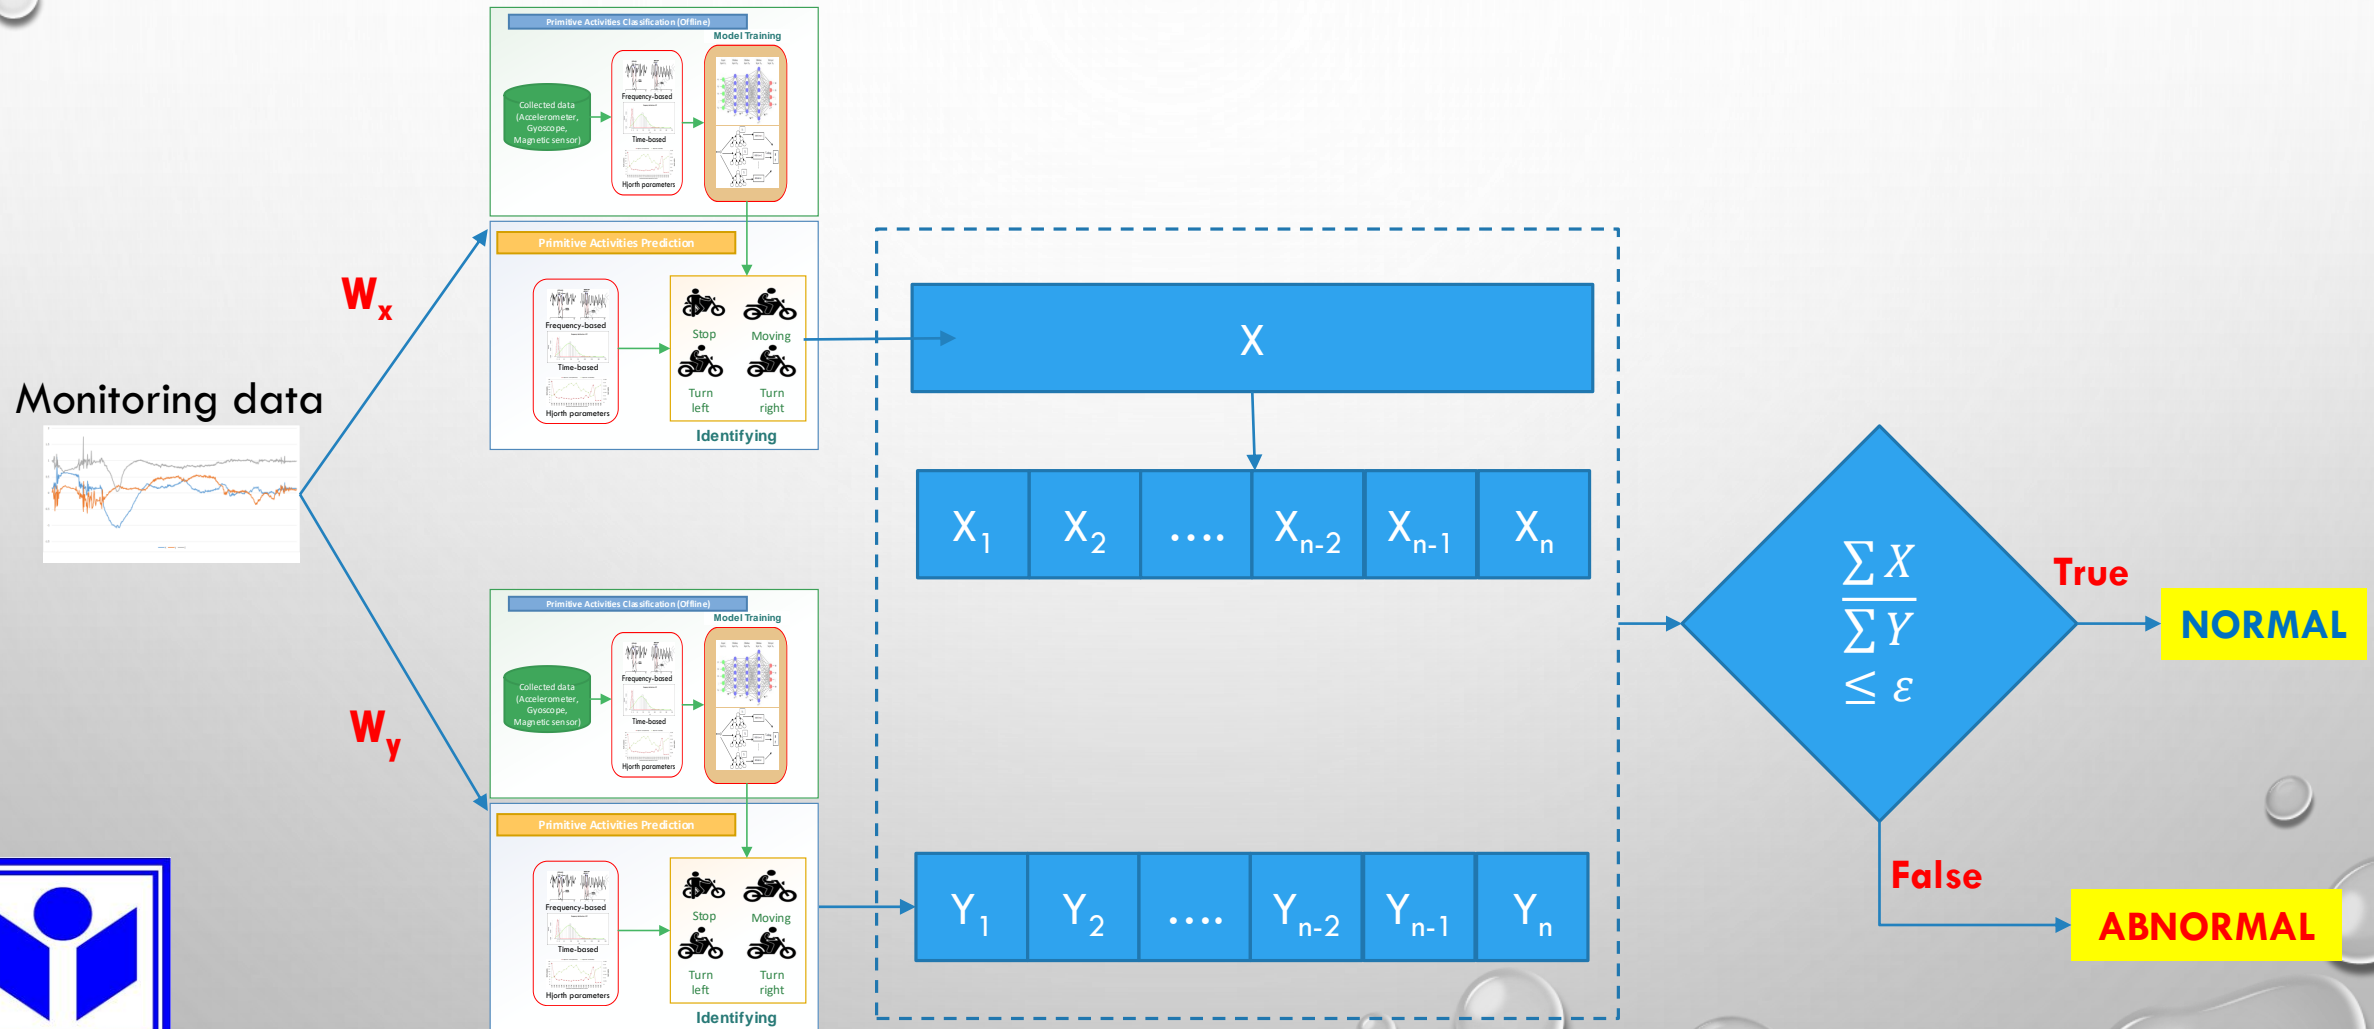 Primitive Activities Classification (Offline)
Model Training
Collected data
(Accelerometer,
Gyoscope,
Magnetic sensor)
Frequency-based
Time-based
Hjorth parameters
Primitive Activities Prediction
Frequency-based
Time-based
Hjorth parameters
Stop
Moving
Turn
left
Turn
right
Identifying
Wx
Monitoring data
Wy
Primitive Activities Classification (Offline)
Model Training
Collected data
(Accelerometer,
Gyoscope,
Magnetic sensor)
Frequency-based
Time-based
Hjorth parameters
Primitive Activities Prediction
Frequency-based
Time-based
Hjorth parameters
Stop
Moving
Turn
left
Turn
right
Identifying
X
X1 X2 .... Xn-2 Xn-1 Xn
Y1 Y2 .... Yn-2 Yn-1 Yn
∑ X
∑ Y
≤ ε
True
NORMAL
False
ABNORMAL